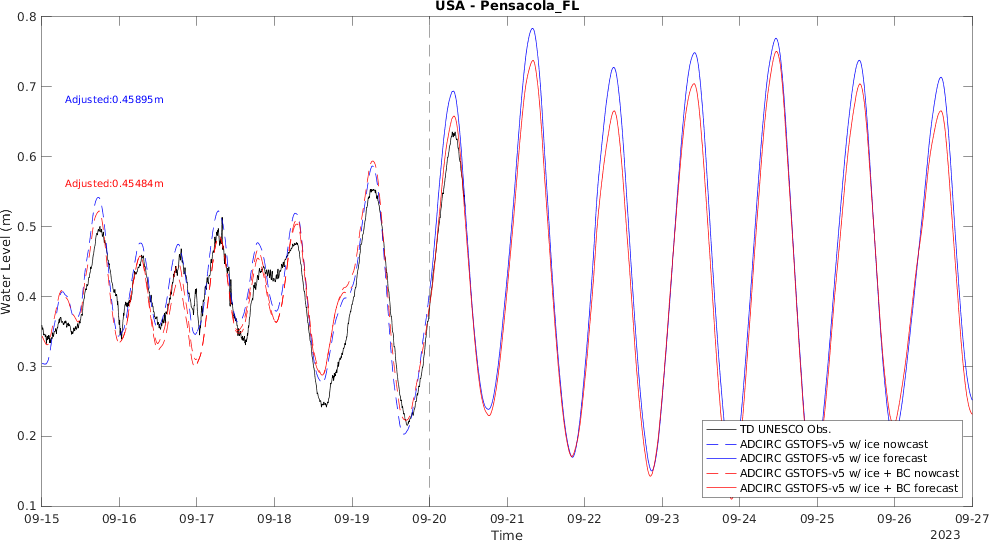 USA - Pensacola_FL
0.8
0.7
0.6
0.5
0.4
0.3
0.2
0.1
Water Level (m)
Adjusted:0.45895m
Adjusted:0.45484m
TD UNESCO Obs.
ADCIRC GSTOFS-v5 w/ ice nowcast
ADCIRC GSTOFS-v5 w/ ice forecast
ADCIRC GSTOFS-v5 w/ ice + BC nowcast
ADCIRC GSTOFS-v5 w/ ice + BC forecast
09-15 09-16 09-17 09-18 09-19 09-20 09-21 09-22 09-23 09-24 09-25 09-26 09-27
Time
2023